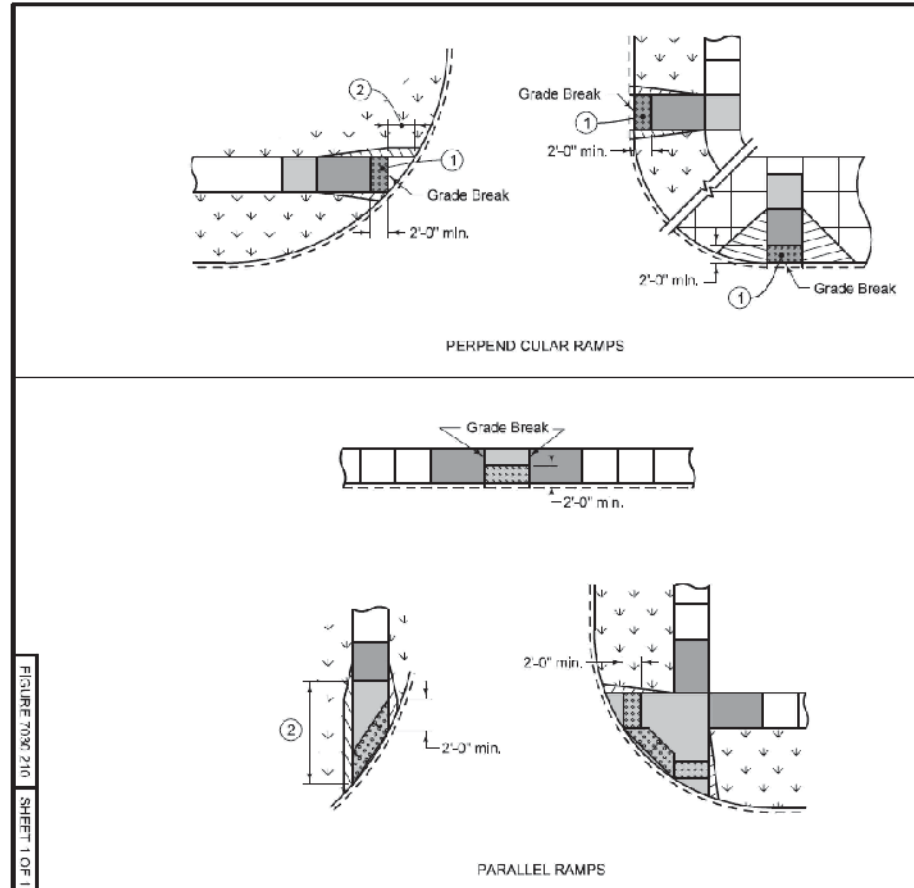 2
1
Grade Break
2'-0" min.
Grade Break
1
2'-0" min.
2'-0" min.
1
Grade Break
PERPEND CULAR RAMPS
Grade Break
2'-0" min.
2
2'-0" min.
2'-0" min.
PARALLEL RAMPS
FIGURE 7030.210
SHEET 1 OF 1